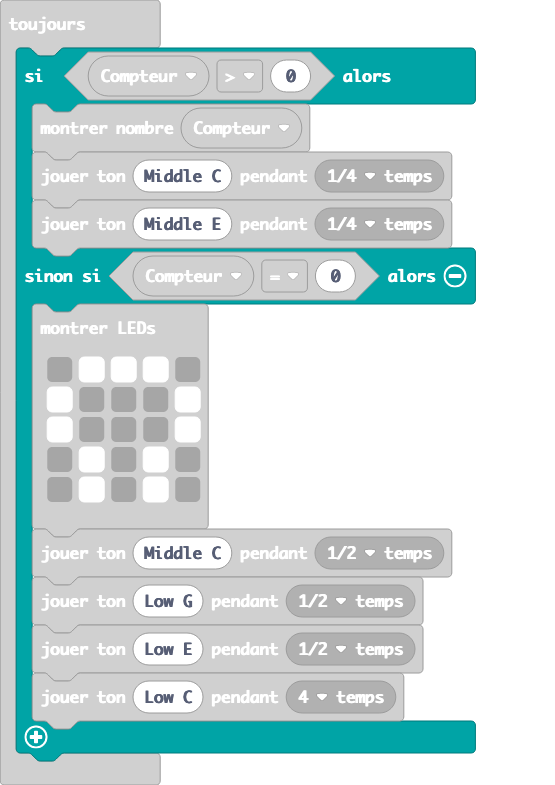 toujours
si Compteur > 0 alors
montrer nombre Compteur
jouer ton Middle C pendant 1/4 temps
jouer ton Middle E pendant 1/4 temps
sinon si Compteur = 0 alors
montrer LEDs
jouer ton Middle C pendant 1/2 temps
jouer ton Low G pendant 1/2 temps
jouer ton Low E pendant 1/2 temps
jouer ton Low C pendant 4 temps